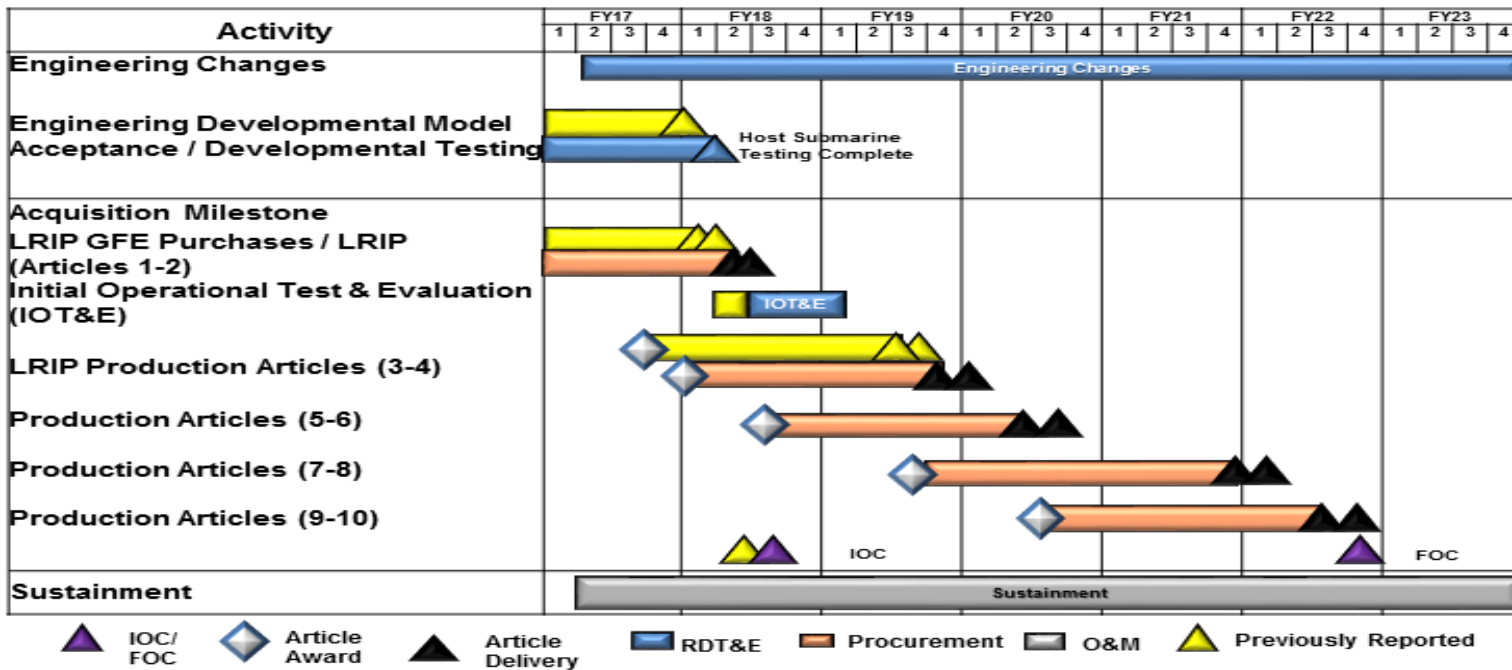 Activity
FY17 FY18 FY19 FY20 FY21 FY22 FY23
1 2 3 4 1 2 3 4 1 2 3 4 1 2 3 4 1 2 3 4 1 2 3 4 1 2 3 4
Engineering Changes
Engineering Changes
Engineering Developmental Model
Acceptance / Developmental Testing
Host Submarine
Testing Complete
Acquisition Milestone
LRIP GFE Purchases / LRIP
(Articles 1-2)
Initial Operational Test & Evaluation
(IOT&E)
IOT&E
LRIP Production Articles (3-4)
Production Articles (5-6)
Production Articles (7-8)
Production Articles (9-10)
IOC
FOC
Sustainment
Sustainment
IOC/
FOC
Article
Award
Article
Delivery
RDT&E
Procurement
O&M
Previously Reported